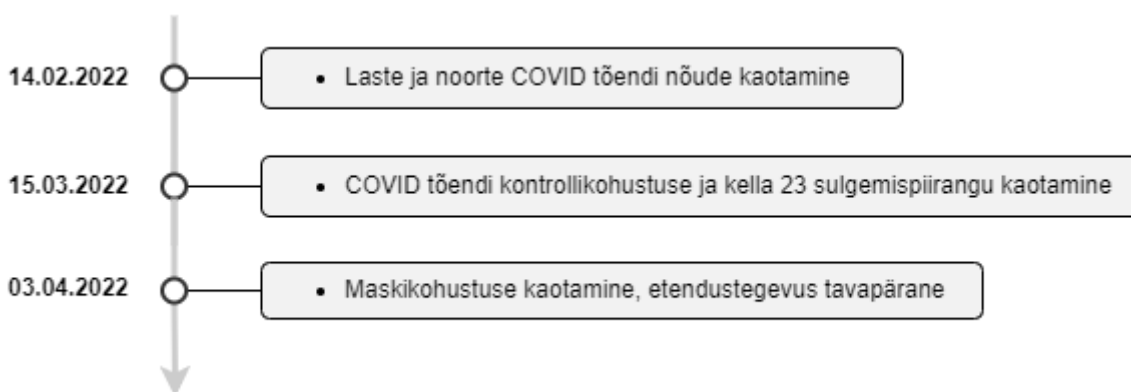 14.02.2022 • Laste ja noorte COVID tõendi nõude kaotamine
15.03.2022 • COVID tõendi kontrollikohustuse ja kella 23 sulgemispiirangu kaotamine
03.04.2022 • Maskikohustuse kaotamine, etendustegevus tavapärane